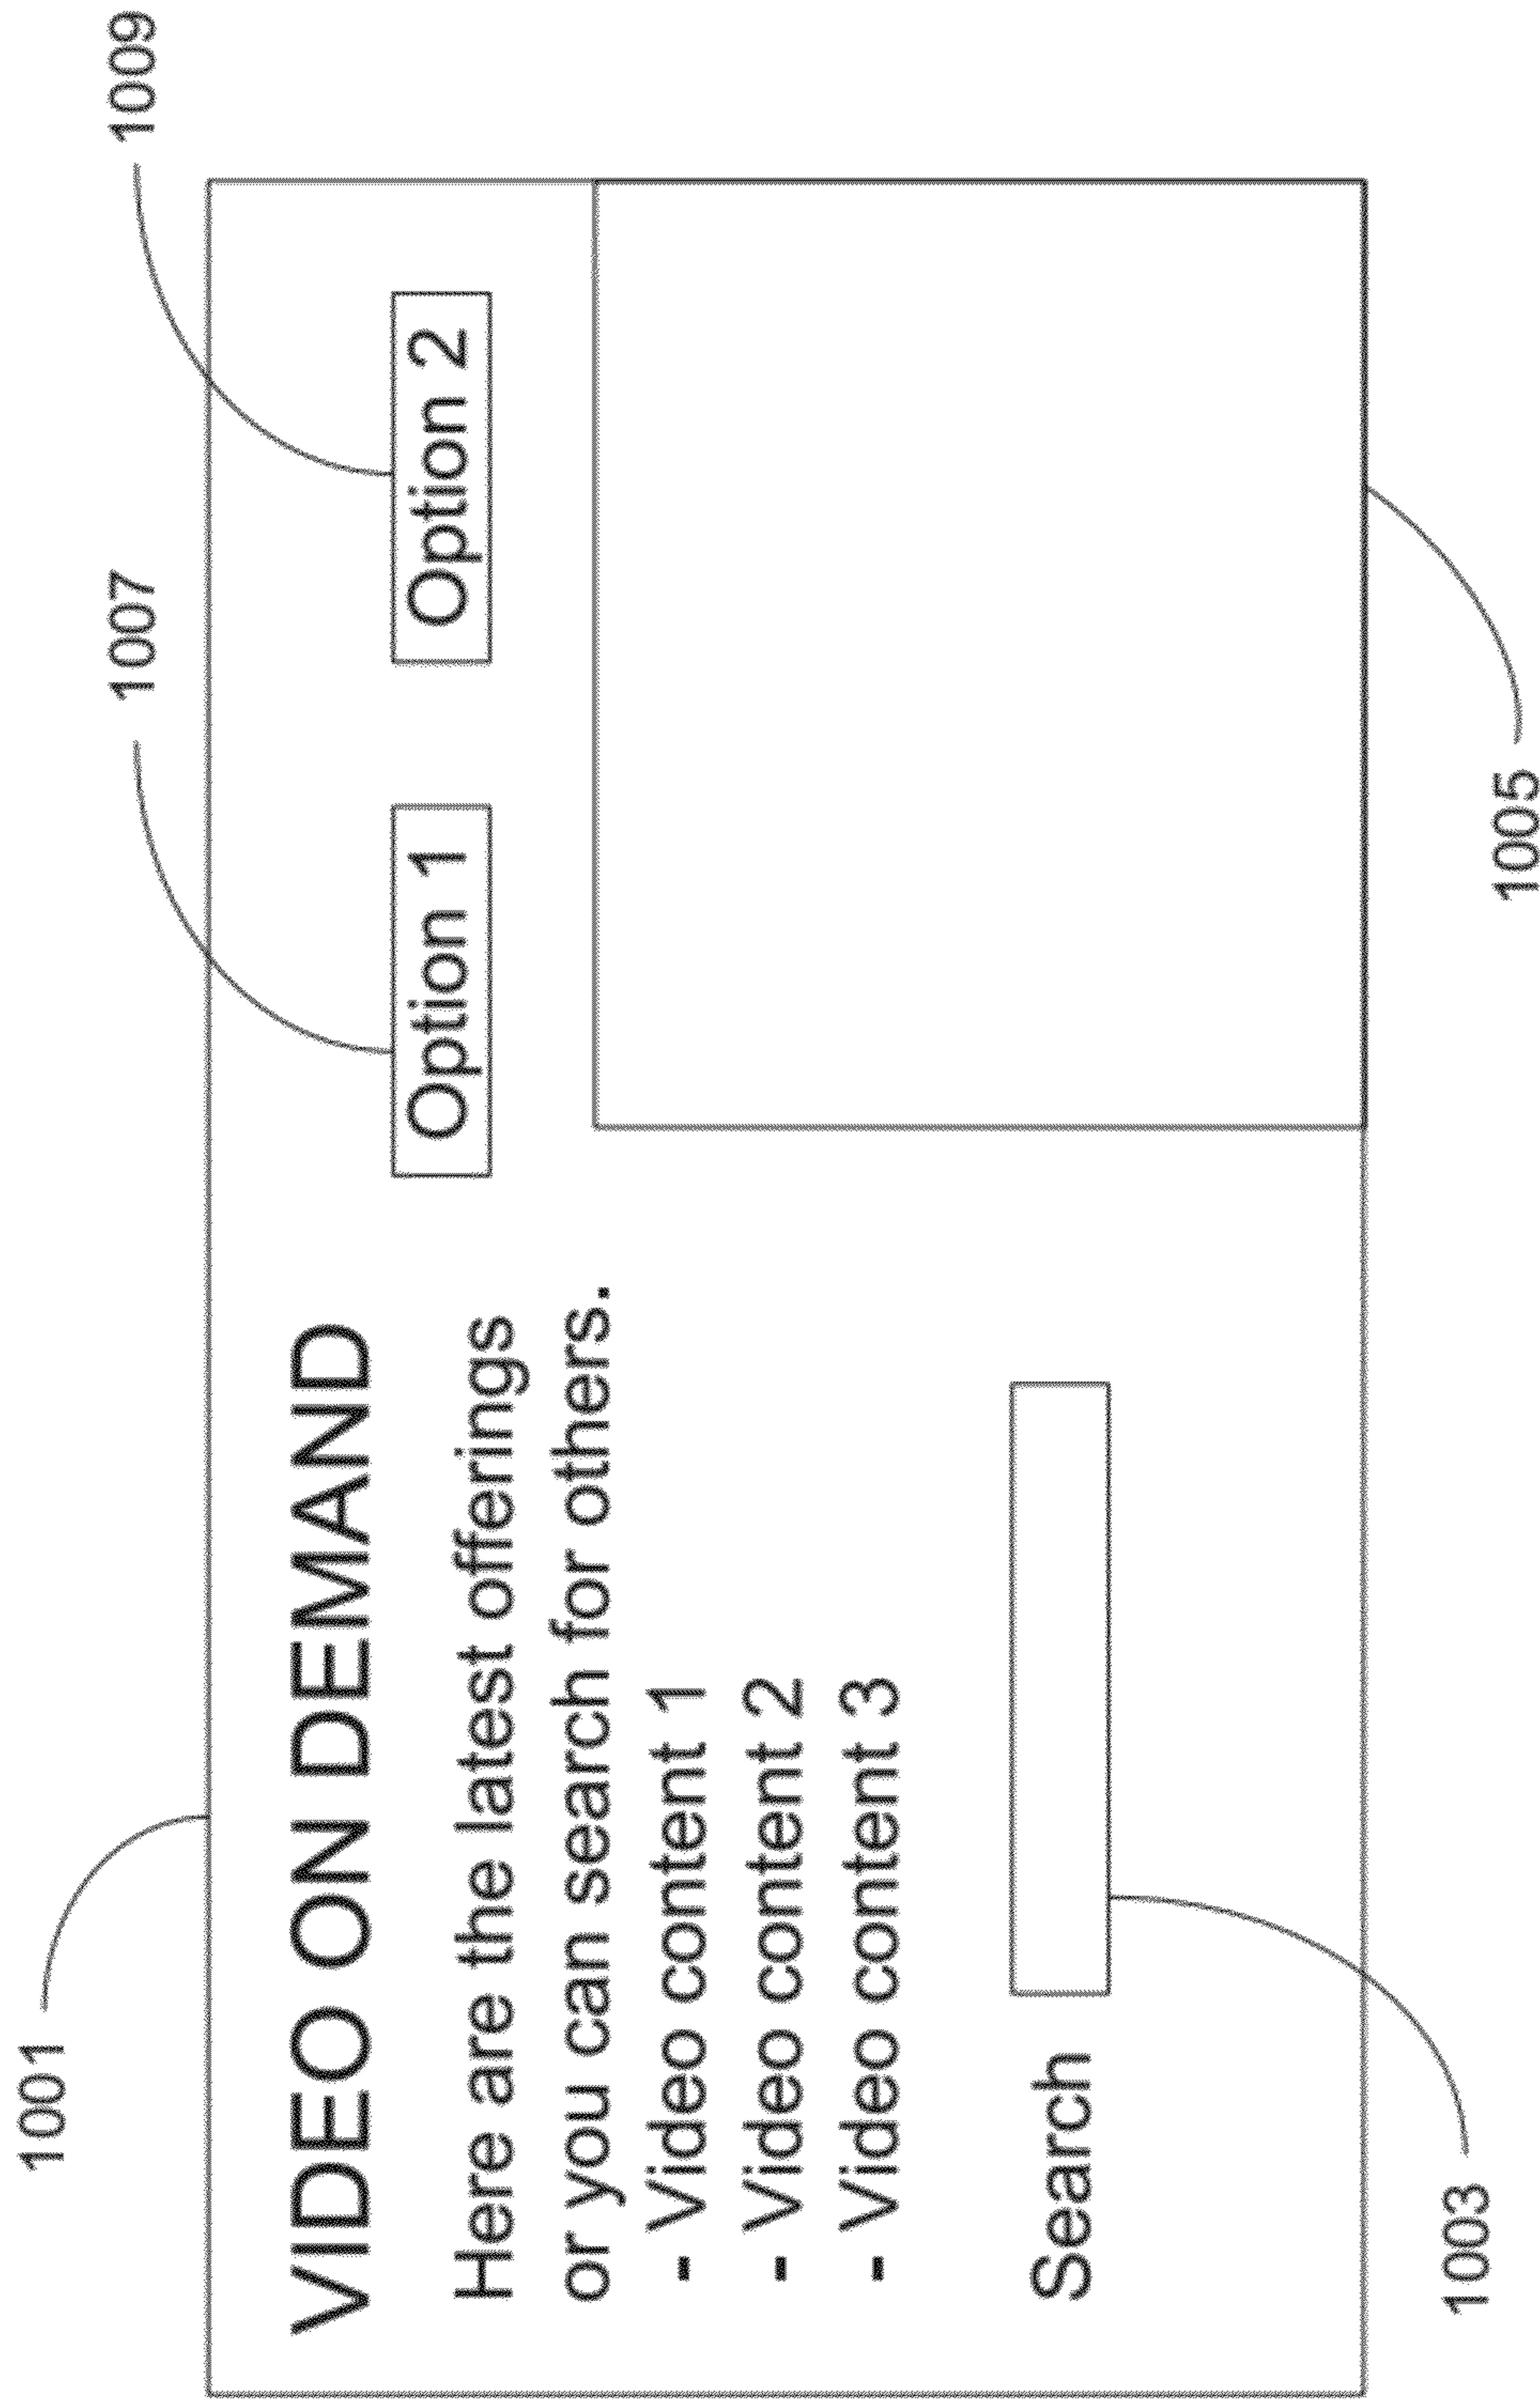 1001
1007
1009
VIDEO ON DEMAND
Here are the latest offerings
or you can search for others.
- Video content 1
- Video content 2
- Video content 3
Search
Option 1
Option 2
1003
1005